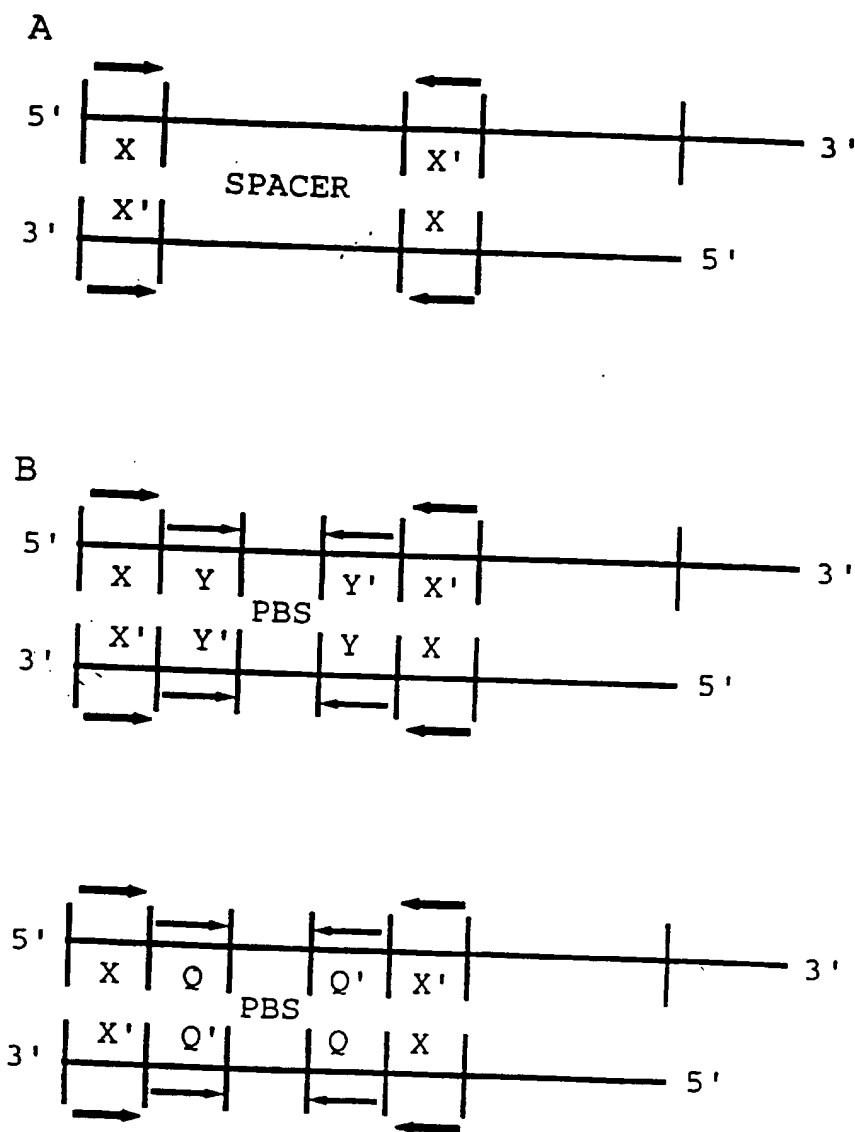 A
5' X X' 3'
SPACER
3' X' X 5'
B
5' X Y Y' X' 3'
PBS
3' X' Y' Y X 5'
5' X Q Q' X' 3'
PBS
3' X' Q' Q X 5'